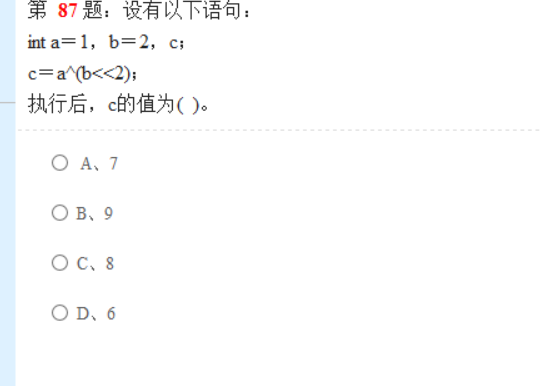 第 87 题：设有以下语句：
int a＝1，b＝2，c；
c＝a^(b<<2)；
执行后，c的值为( )。
A、7
B、9
C、8
D、6